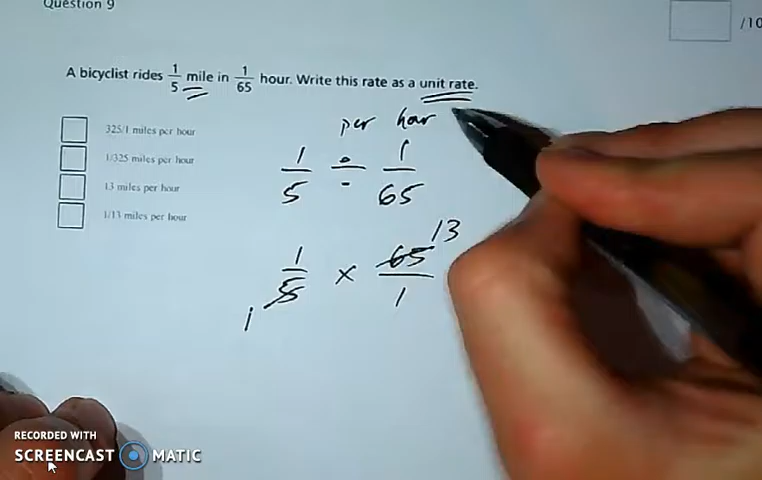 Question 9
/10
A bicyclist rides 1/5 mile in 1/65 hour. Write this rate as a unit rate.
per hour
325/1 miles per hour
1/325 miles per hour
13 miles per hour
1/13 miles per hour
1/5 ÷ 1/65
1/5 × 65/1
13
1
RECORDED WITH
SCREENCAST MATIC